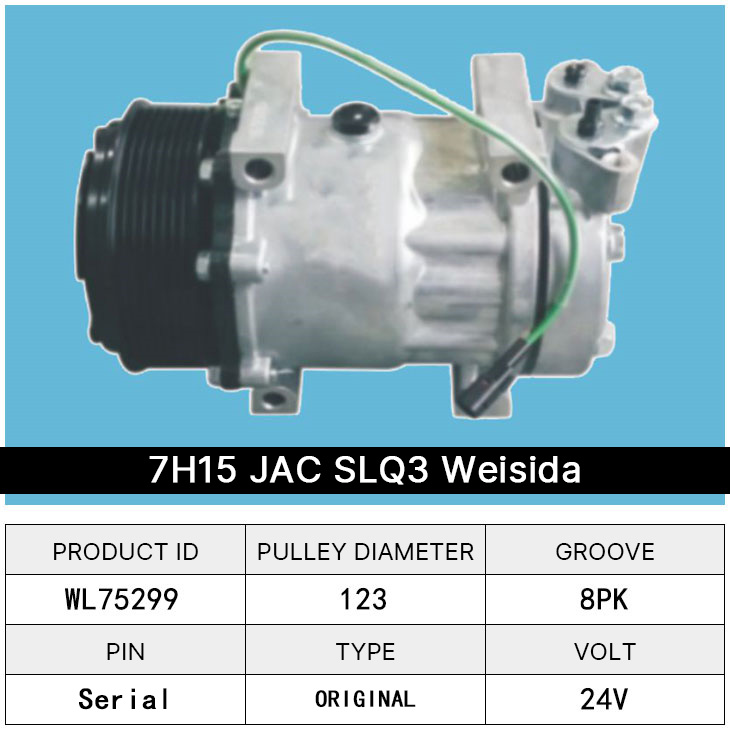 7H15 JAC SLQ3 Weisida
PRODUCT ID PULLEY DIAMETER GROOVE
WL75299 123 8PK
PIN TYPE VOLT
Serial ORIGINAL 24V